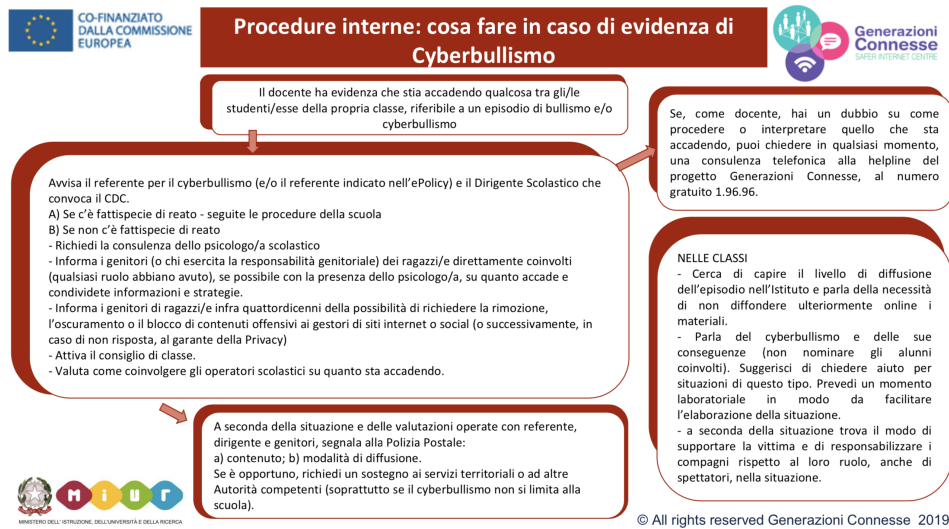 CO-FINANZIATO
DALLA COMMISSIONE
EUROPEA
Procedure interne: cosa fare in caso di evidenza di
Cyberbullismo
Generazioni
Connesse
SAFER INTERNET CENTRE
Il docente ha evidenza che stia accadendo qualcosa tra gli/le
studenti/esse della propria classe, riferibile a un episodio di bullismo e/o
cyberbullismo
Se, come docente, hai un dubbio su come
procedere o interpretare quello che sta
accadendo, puoi chiedere in qualsiasi momento,
una consulenza telefonica alla helpline del
progetto Generazioni Connesse, al numero
gratuito 1.96.96.
Avvisa il referente per il cyberbullismo (e/o il referente indicato nell’ePolicy) e il Dirigente Scolastico che
convoca il CDC.
A) Se c’è fattispecie di reato - seguite le procedure della scuola
B) Se non c’è fattispecie di reato
- Richiedi la consulenza dello psicologo/a scolastico
- Informa i genitori (o chi esercita la responsabilità genitoriale) dei ragazzi/e direttamente coinvolti
(qualsiasi ruolo abbiano avuto), se possibile con la presenza dello psicologo/a, su quanto accade e
condividete informazioni e strategie.
- Informa i genitori di ragazzi/e infra quattordicenni della possibilità di richiedere la rimozione,
l’oscuramento o il blocco di contenuti offensivi ai gestori di siti internet o social (o successivamente, in
caso di non risposta, al garante della Privacy)
- Attiva il consiglio di classe.
- Valuta come coinvolgere gli operatori scolastici su quanto sta accadendo.
NELLE CLASSI
- Cerca di capire il livello di diffusione
dell’episodio nell’Istituto e parla della necessità
di non diffondere ulteriormente online i
materiali.
- Parla del cyberbullismo e delle sue
conseguenze (non nominare gli alunni
coinvolti). Suggerisci di chiedere aiuto per
situazioni di questo tipo. Prevedi un momento
laboratoriale in modo da facilitare
l’elaborazione della situazione.
- a seconda della situazione trova il modo di
supportare la vittima e di responsabilizzare i
compagni rispetto al loro ruolo, anche di
spettatori, nella situazione.
A seconda della situazione e delle valutazioni operate con referente,
dirigente e genitori, segnala alla Polizia Postale:
a) contenuto; b) modalità di diffusione.
Se è opportuno, richiedi un sostegno ai servizi territoriali o ad altre
Autorità competenti (soprattutto se il cyberbullismo non si limita alla
scuola).
miur
MINISTERO DELL' ISTRUZIONE, DELL'UNIVERSITÀ E DELLA RICERCA
© All rights reserved Generazioni Connesse 2019